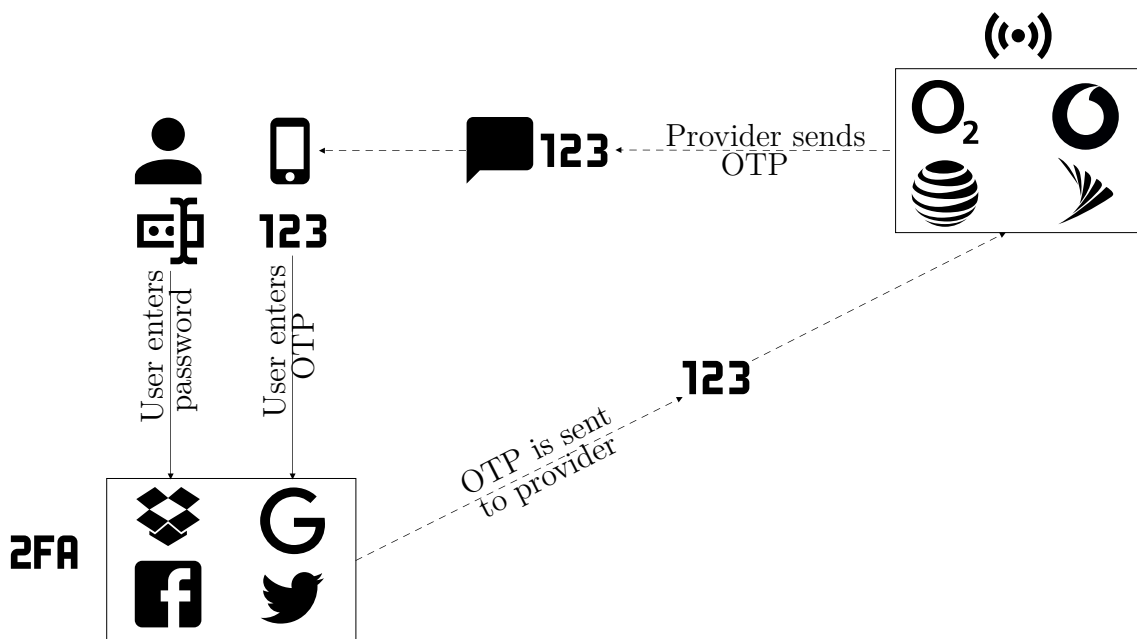 O2
Provider sends
OTP
123
123
User enters
password
User enters
OTP
123
OTP is sent
to provider
2FA